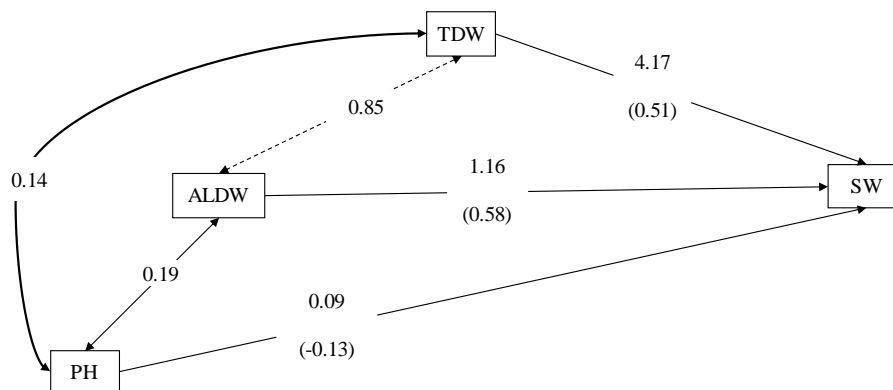 TDW
4.17
0.85
(0.51)
0.14
ALDW
1.16
SW
(0.58)
0.19
0.09
(-0.13)
PH